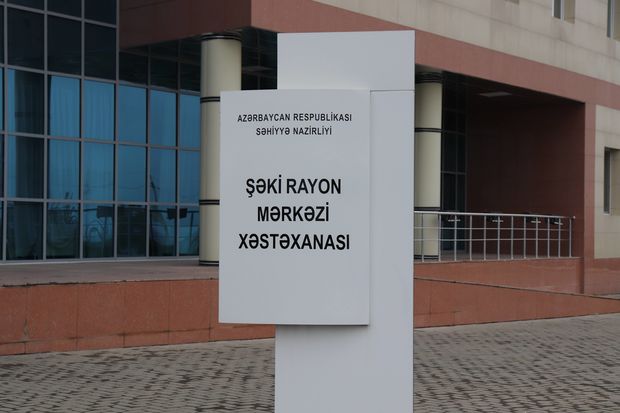 AZƏRBAYCAN RESPUBLİKASI
SƏHİYYƏ NAZİRLİYİ
ŞƏKİ RAYON
MƏRKƏZİ
XƏSTƏXANASI